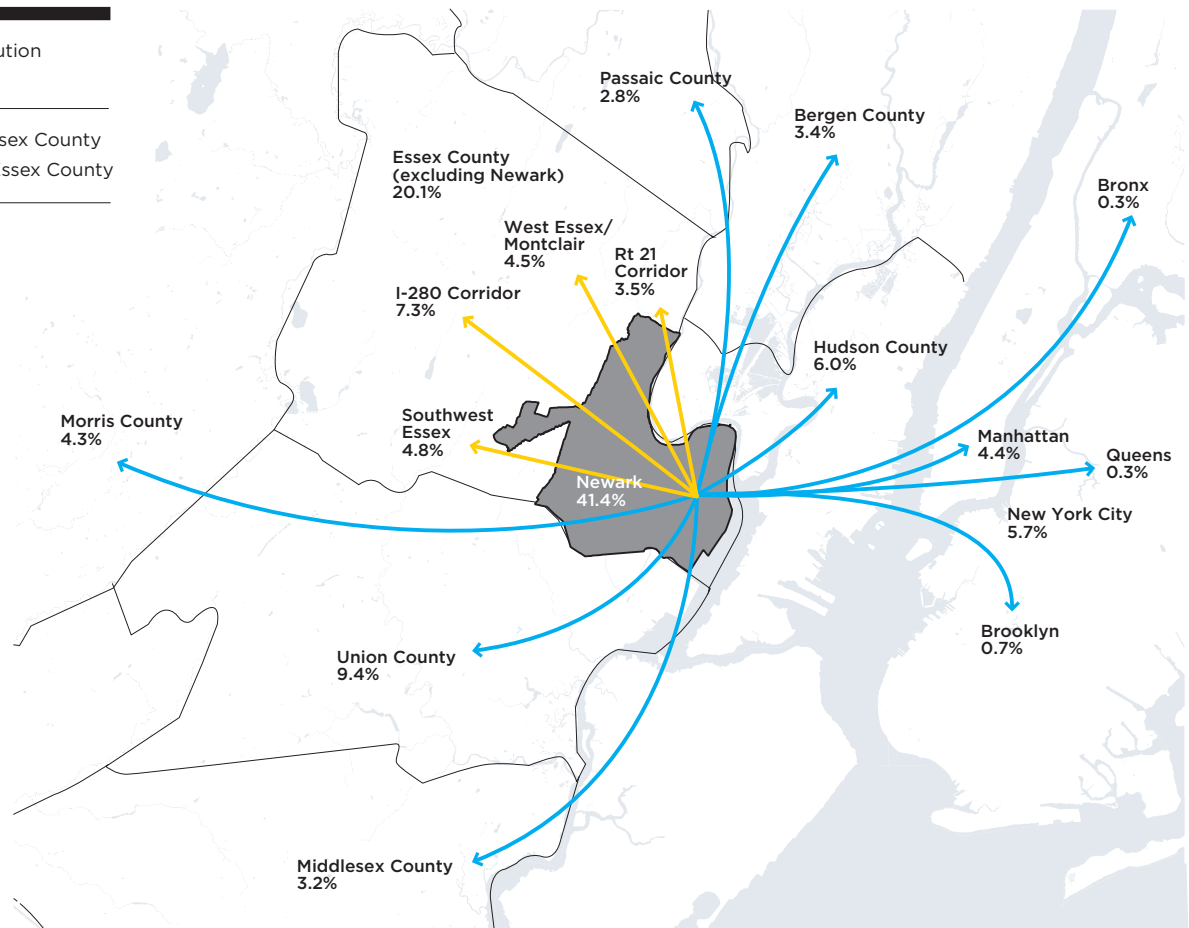 ution
sex County
ssex County
Passaic County
2.8%
Bergen County
3.4%
Essex County
(excluding Newark)
20.1%
Bronx
0.3%
West Essex/
Montclair
4.5%
Rt 21
Corridor
3.5%
I-280 Corridor
7.3%
Hudson County
6.0%
Morris County
4.3%
Southwest
Essex
4.8%
Manhattan
4.4%
Queens
0.3%
Newark
41.4%
New York City
5.7%
Brooklyn
0.7%
Union County
9.4%
Middlesex County
3.2%